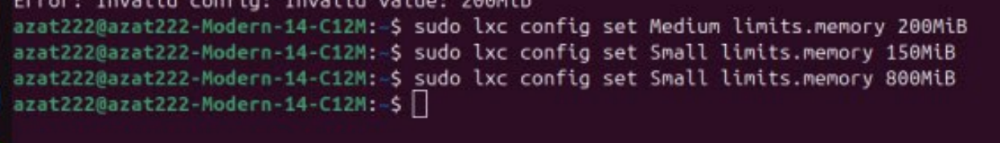 Error: Invalid config: Invalid value: 200Mib
azat222@azat222-Modern-14-C12M:~$ sudo lxc config set Medium limits.memory 200MiB
azat222@azat222-Modern-14-C12M:~$ sudo lxc config set Small limits.memory 150MiB
azat222@azat222-Modern-14-C12M:~$ sudo lxc config set Small limits.memory 800MiB
azat222@azat222-Modern-14-C12M:~$